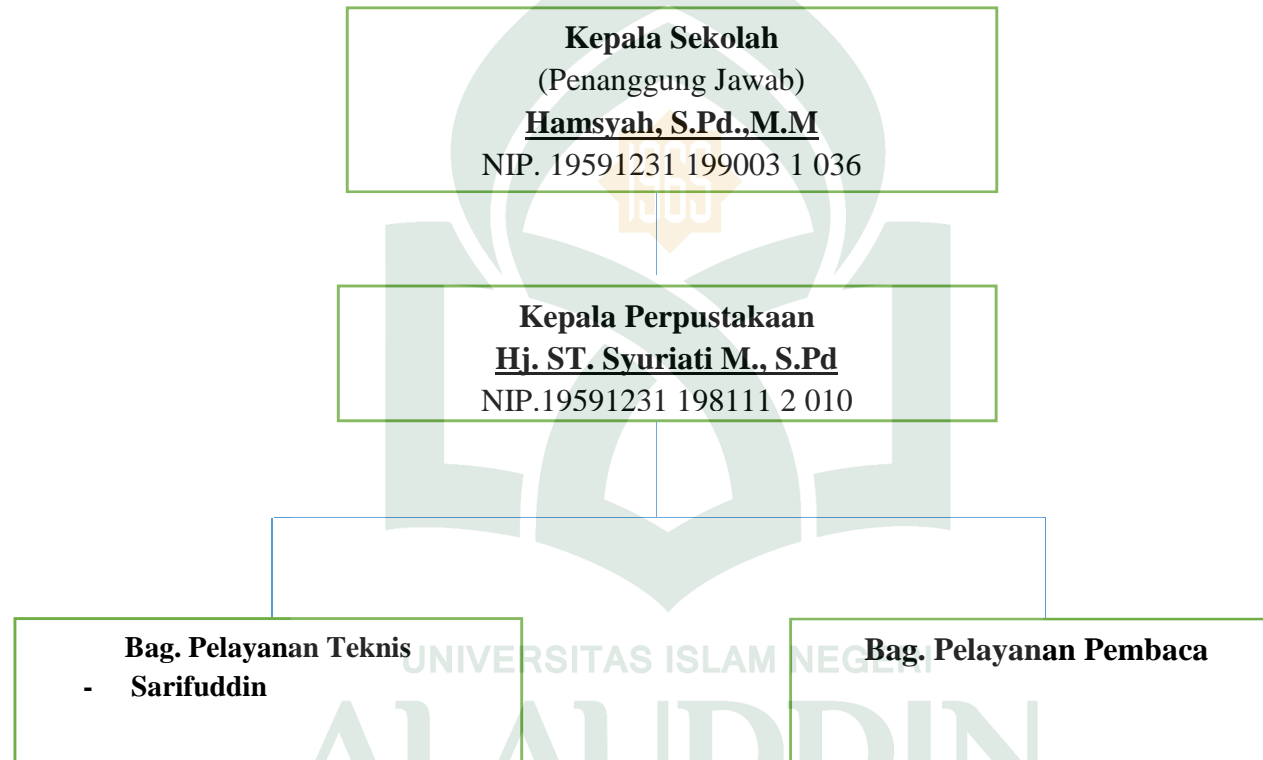 Kepala Sekolah
(Penanggung Jawab)
Hamsyah, S.Pd.,M.M
NIP. 19591231 199003 1 036
1965
Kepala Perpustakaan
Hj. ST. Syuriati M., S.Pd
NIP.19591231 198111 2 010
Bag. Pelayanan Teknis
- Sarifuddin
Bag. Pelayanan Pembaca
UNIVERSITAS ISLAM NEGERI
ALAUDDIN